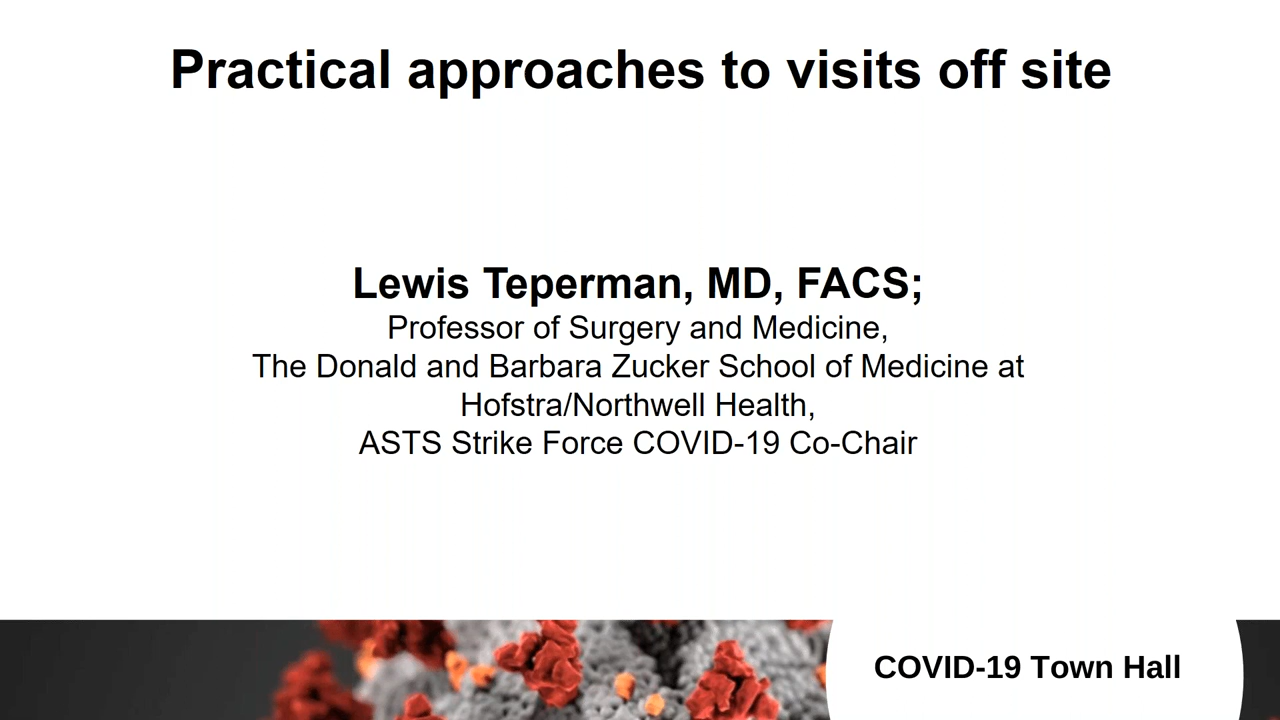 Practical approaches to visits off site
Lewis Teperman, MD, FACS;
Professor of Surgery and Medicine,
The Donald and Barbara Zucker School of Medicine at
Hofstra/Northwell Health,
ASTS Strike Force COVID-19 Co-Chair
COVID-19 Town Hall